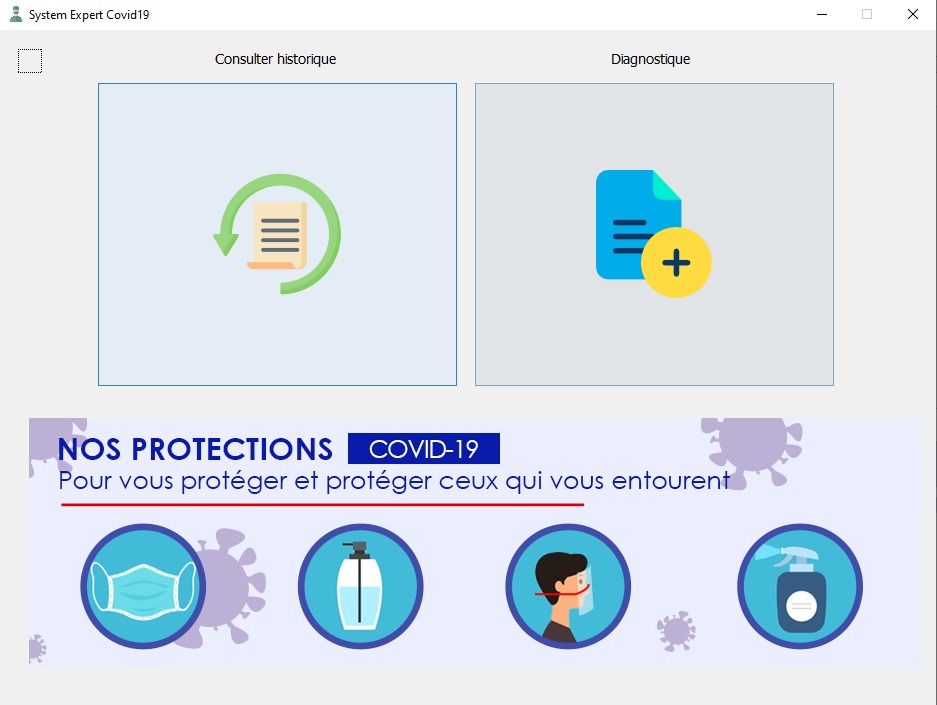 System Expert Covid19
Consulter historique
Diagnostique
NOS PROTECTIONS COVID-19
Pour vous protéger et protéger ceux qui vous entourent